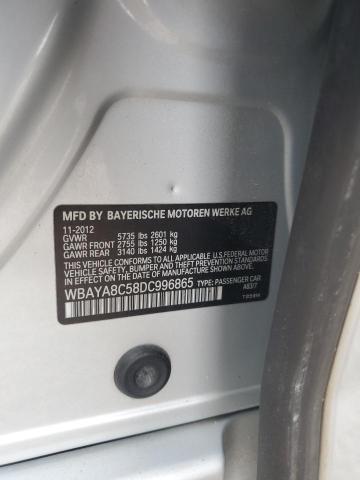 MFD BY BAYERISCHE MOTOREN WERKE AG
11-2012
GVWR 5735 lbs 2601 kg
GAWR FRONT 2755 lbs 1250 kg
GAWR REAR 3140 lbs 1424 kg
THIS VEHICLE CONFORMS TO ALL APPLICABLE U.S.FEDERAL MOTOR
VEHICLE SAFETY, BUMPER AND THEFT PREVENTION STANDARDS IN
EFFECT ON THE DATE OF MANUFACTURE SHOWN ABOVE.
WBAYA8C58DC996865 TYPE: PASSENGER CAR